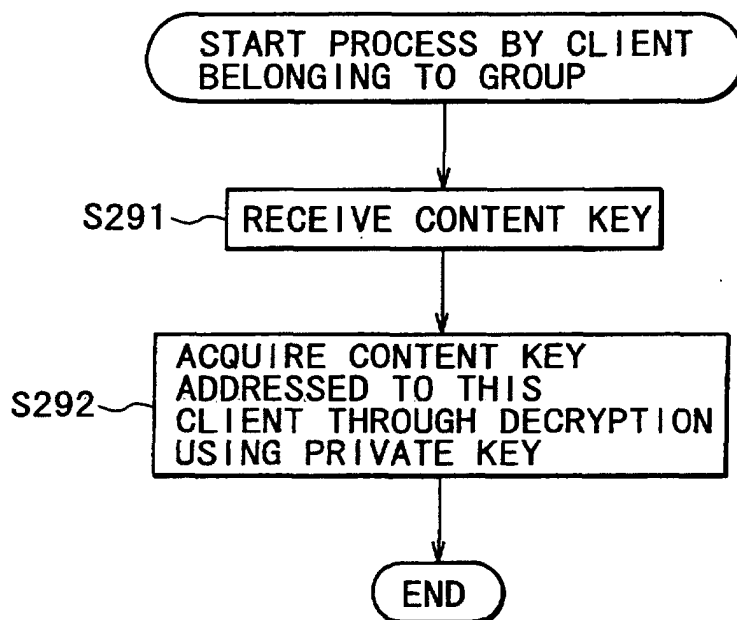 START PROCESS BY CLIENT
BELONGING TO GROUP
S291
RECEIVE CONTENT KEY
S292
ACQUIRE CONTENT KEY
ADDRESSED TO THIS
CLIENT THROUGH DECRYPTION
USING PRIVATE KEY
END